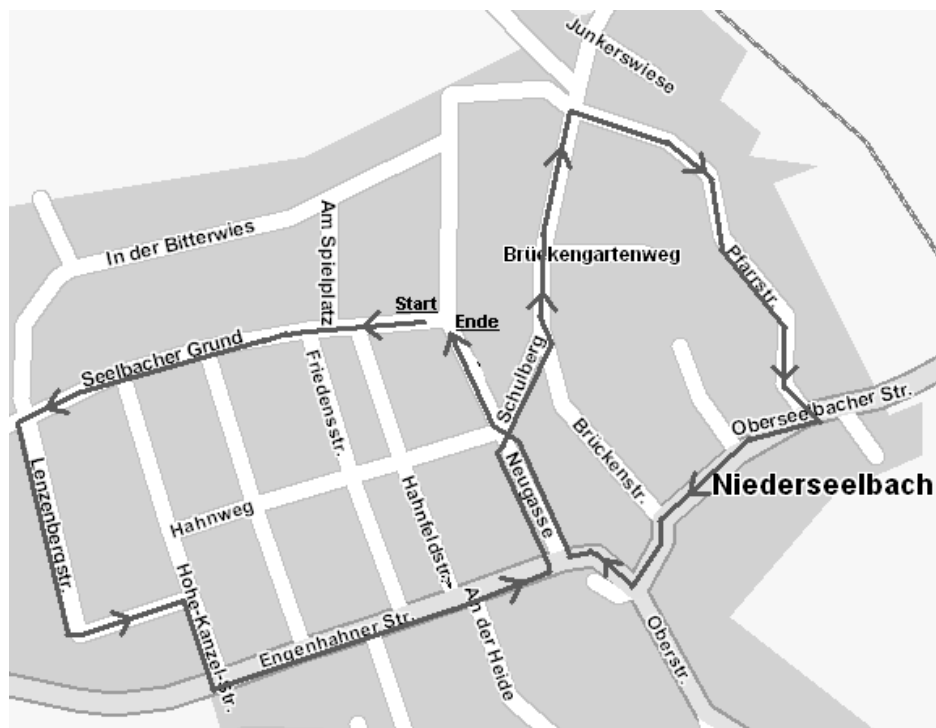 Junkerswiese
In der Bitterwies
Am Spielplatz
Brückengartenweg
Pfarrstr.
Start
Ende
Seelbacher Grund
Friedensstr.
Schulberg
Oberseelbacher Str.
Brückenstr.
Lenzenbergstr.
Hahnweg
Hahnfeldstr.
Neugasse
Niederseelbach
Hohe-Kanzel-Str.
Engenhahner Str.
An der Heide
Oberstr.